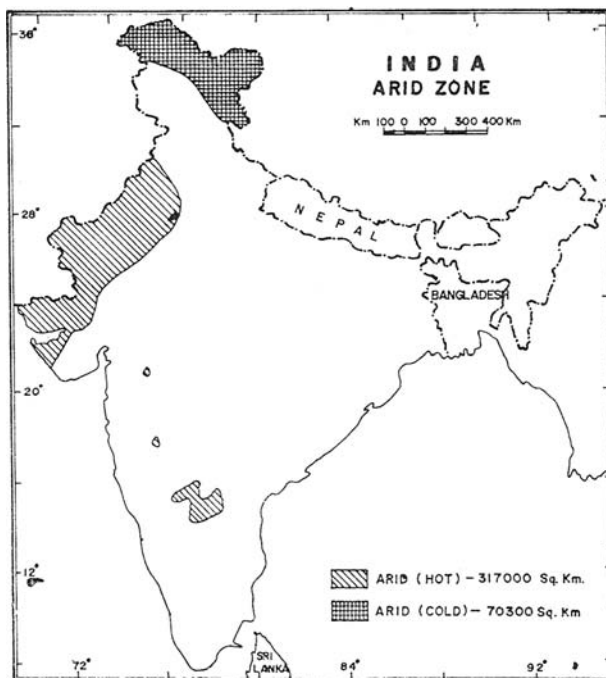 36°
INDIA
ARID ZONE
Km 100 0 100 300 400 Km
28°
NEPAL
BANGLADESH
20°
12°
ARID (HOT) – 317000 Sq. Km.
ARID (COLD) – 70300 Sq. Km
SRI
LANKA
72°
84°
92°